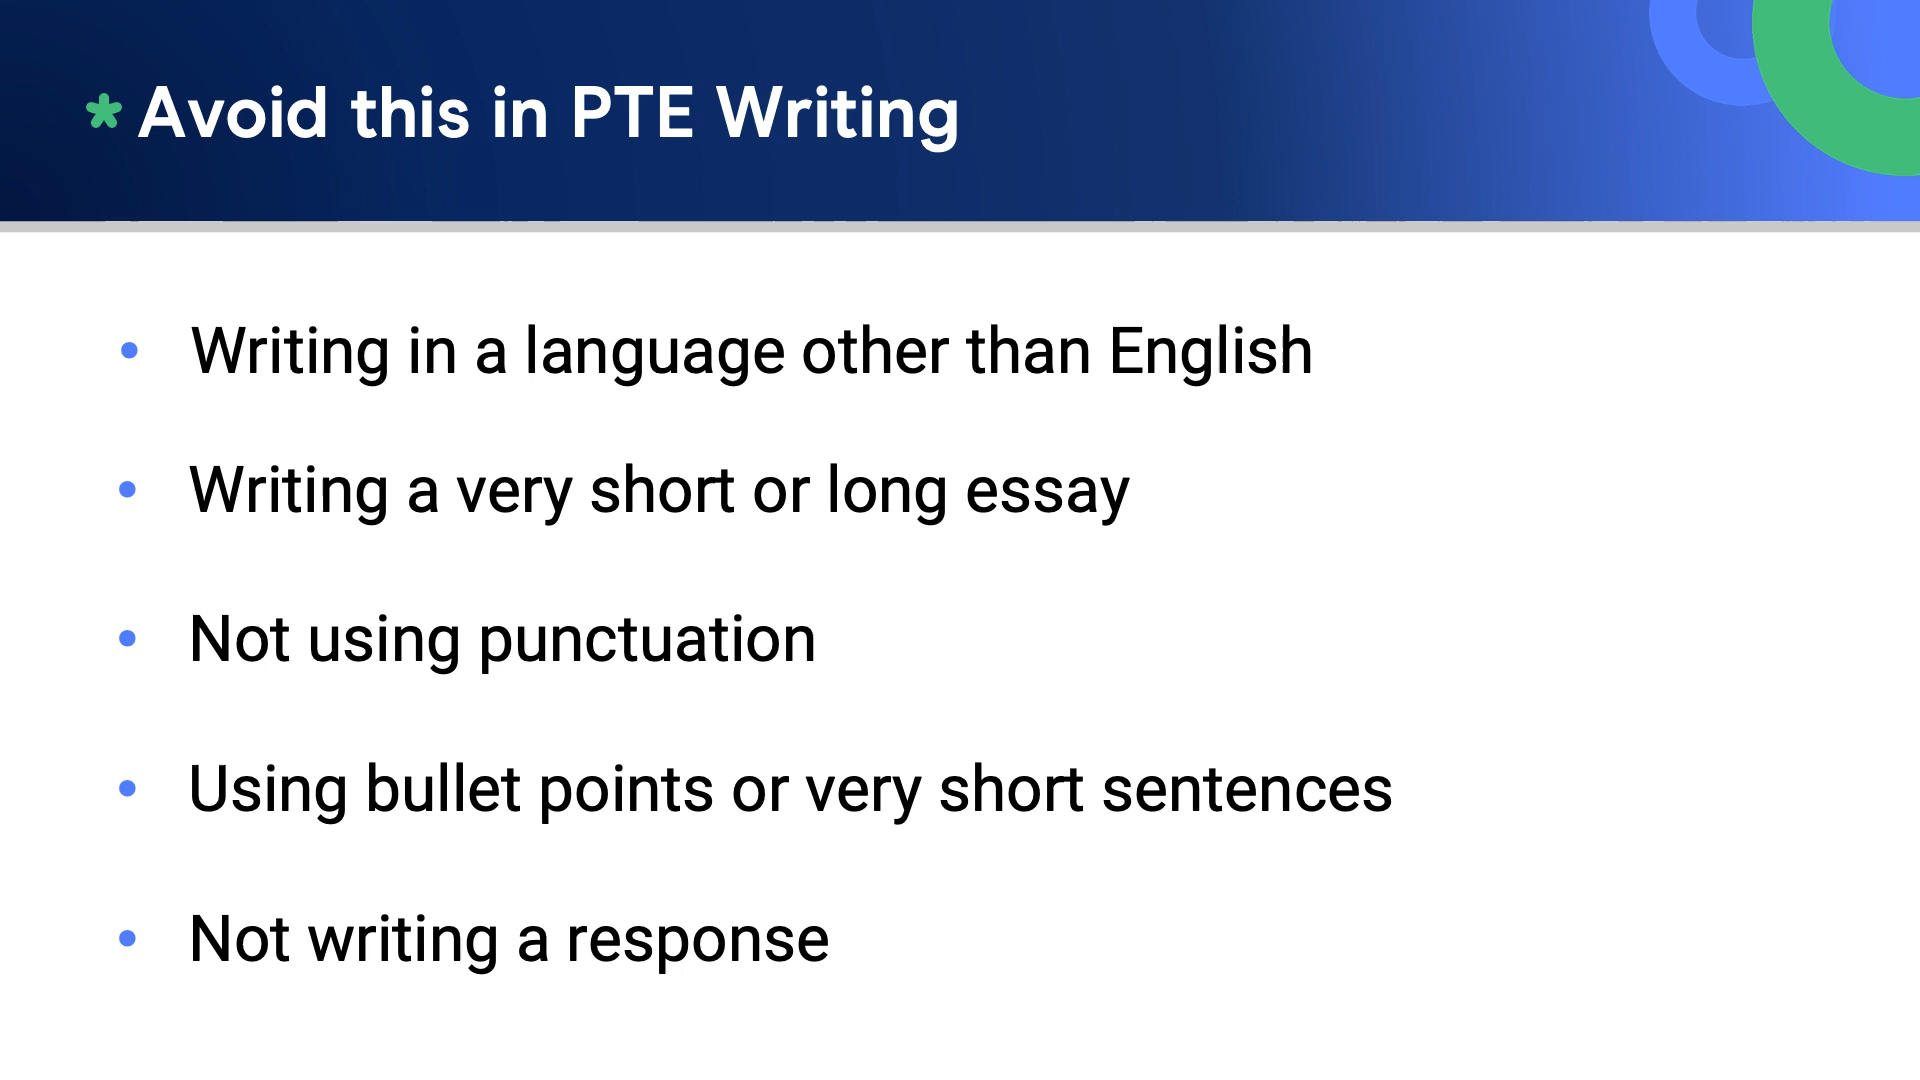 * Avoid this in PTE Writing
• Writing in a language other than English
• Writing a very short or long essay
• Not using punctuation
• Using bullet points or very short sentences
• Not writing a response